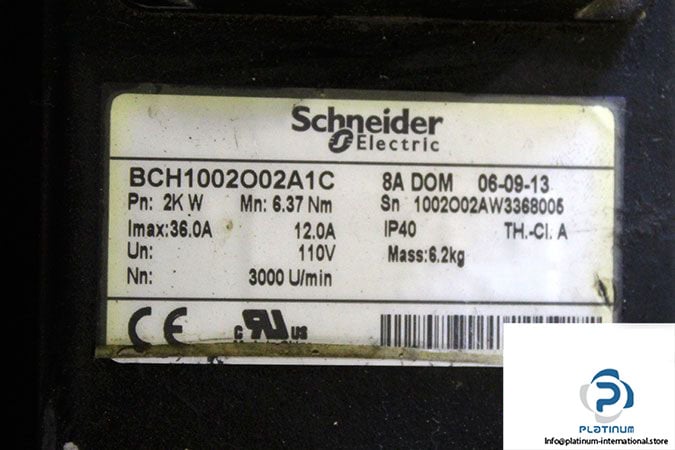 Schneider
Electric
BCH1002O02A1C 8A DOM 06-09-13
Pn: 2KW Mn: 6.37 Nm Sn 1002O02AW3368005
Imax:36.0A 12.0A IP40 TH.-Cl. A
Un: 110V Mass:6.2kg
Nn: 3000 U/min
CE c RU US
PLATINUM
Info@platinum-international.store